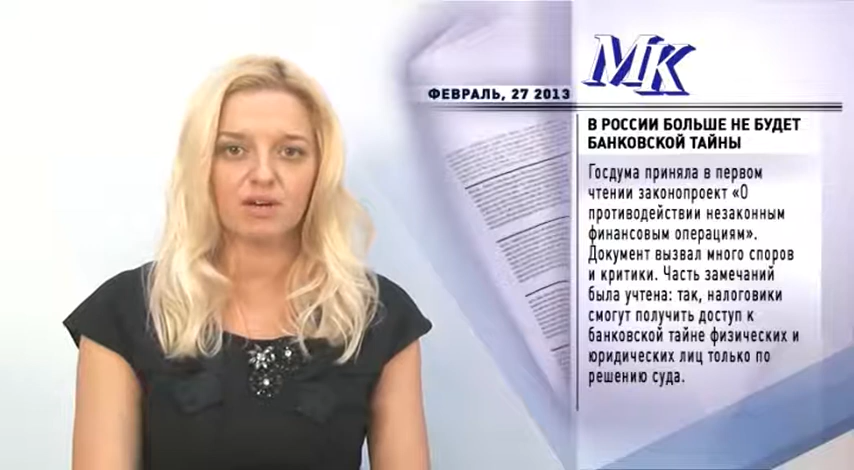 МК
ФЕВРАЛЬ, 27 2013
В РОССИИ БОЛЬШЕ НЕ БУДЕТ
БАНКОВСКОЙ ТАЙНЫ
Госдума приняла в первом
чтении законопроект «О
противодействии незаконным
финансовым операциям».
Документ вызвал много споров
и критики. Часть замечаний
была учтена: так, налоговики
смогут получить доступ к
банковской тайне физических и
юридических лиц только по
решению суда.